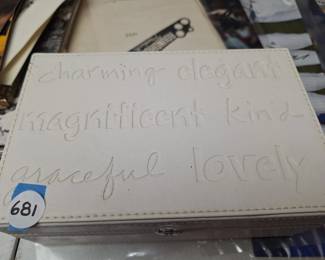 charming elegant
magnificent kind
graceful lovely
681